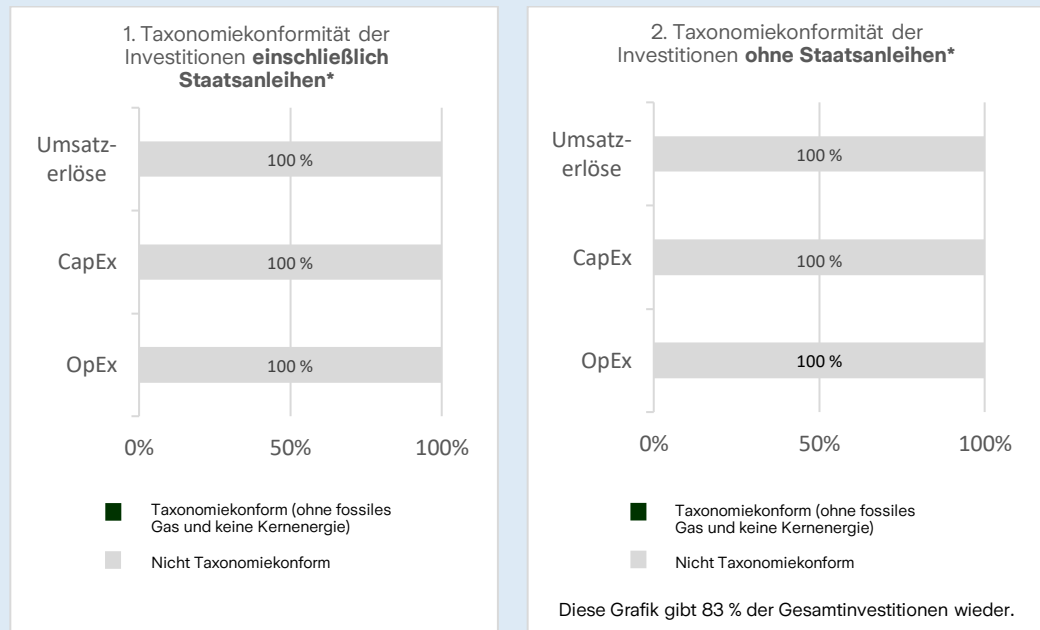 1. Taxonomiekonformität der
Investitionen einschließlich
Staatsanleihen*
Umsatz-
erlöse
100 %
CapEx
100 %
OpEx
100 %
0%
50%
100%
Taxonomiekonform (ohne fossiles
Gas und keine Kernenergie)
Nicht Taxonomiekonform
2. Taxonomiekonformität der
Investitionen ohne Staatsanleihen*
Umsatz-
erlöse
100 %
CapEx
100 %
OpEx
100 %
0%
50%
100%
Taxonomiekonform (ohne fossiles
Gas und keine Kernenergie)
Nicht Taxonomiekonform
Diese Grafik gibt 83 % der Gesamtinvestitionen wieder.